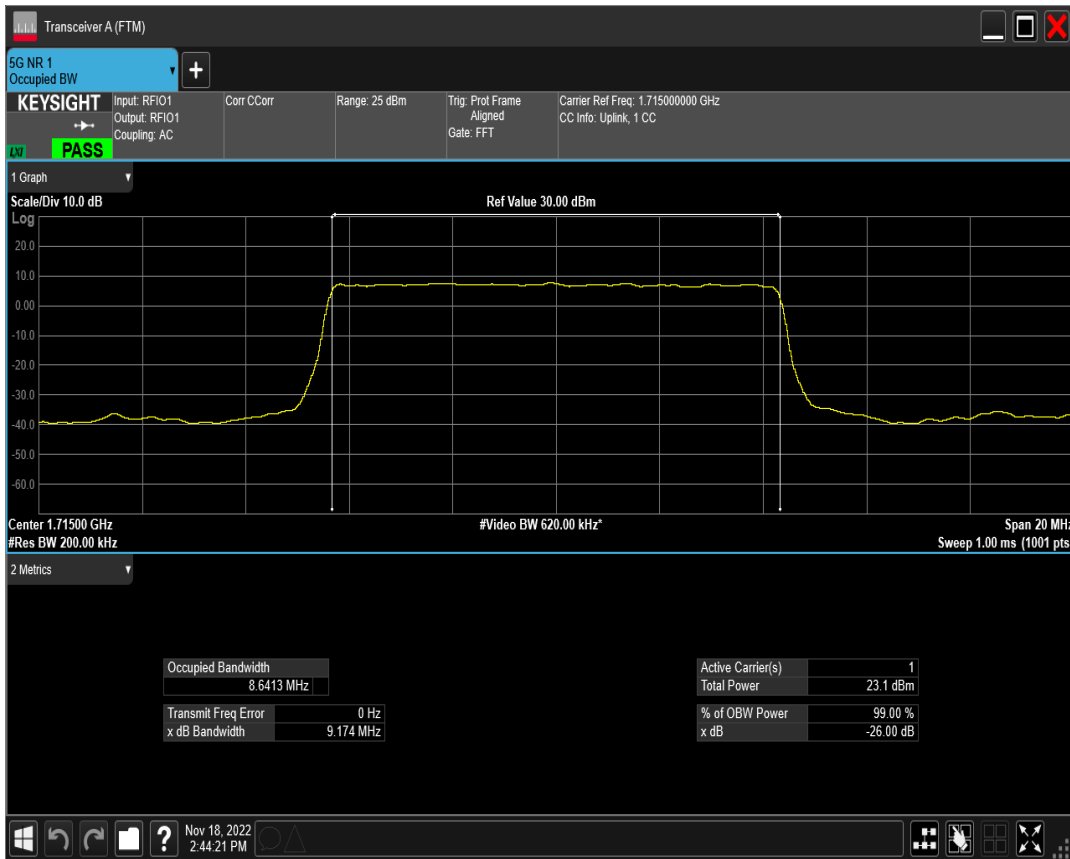 Transceiver A (FTM)
5G NR 1
Occupied BW
+
KEYSIGHT
LXI
PASS
Input: RFIO1
Output: RFIO1
Coupling: AC
Corr CCorr
Range: 25 dBm
Trig: Prot Frame
Aligned
Gate: FFT
Carrier Ref Freq: 1.715000000 GHz
CC Info: Uplink, 1 CC
1 Graph
Scale/Div 10.0 dB
Ref Value 30.00 dBm
Log
20.0
10.0
0.00
-10.0
-20.0
-30.0
-40.0
-50.0
-60.0
Center 1.71500 GHz
#Video BW 620.00 kHz*
Span 20 MHz
#Res BW 200.00 kHz
Sweep 1.00 ms (1001 pts
2 Metrics
Occupied Bandwidth
8.6413 MHz
Transmit Freq Error 0 Hz
x dB Bandwidth 9.174 MHz
Active Carrier(s) 1
Total Power 23.1 dBm
% of OBW Power 99.00 %
x dB -26.00 dB
?
Nov 18, 2022
2:44:21 PM